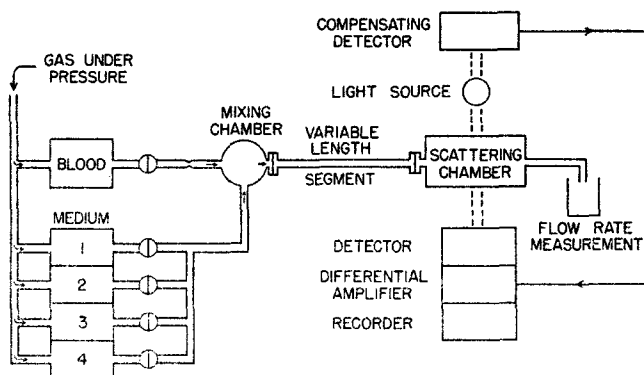 GAS UNDER
PRESSURE
BLOOD
MIXING
CHAMBER
VARIABLE
LENGTH
SEGMENT
COMPENSATING
DETECTOR
LIGHT SOURCE
SCATTERING
CHAMBER
FLOW RATE
MEASUREMENT
MEDIUM
1
2
3
4
DETECTOR
DIFFERENTIAL
AMPLIFIER
RECORDER